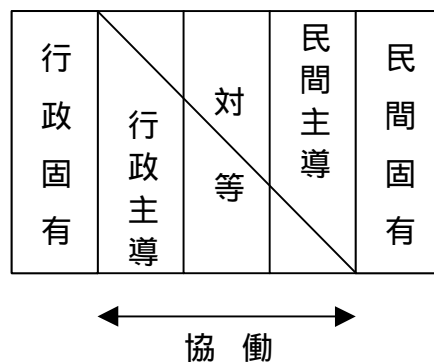 行政固有
行政主導
対等
民間主導
民間固有
協働